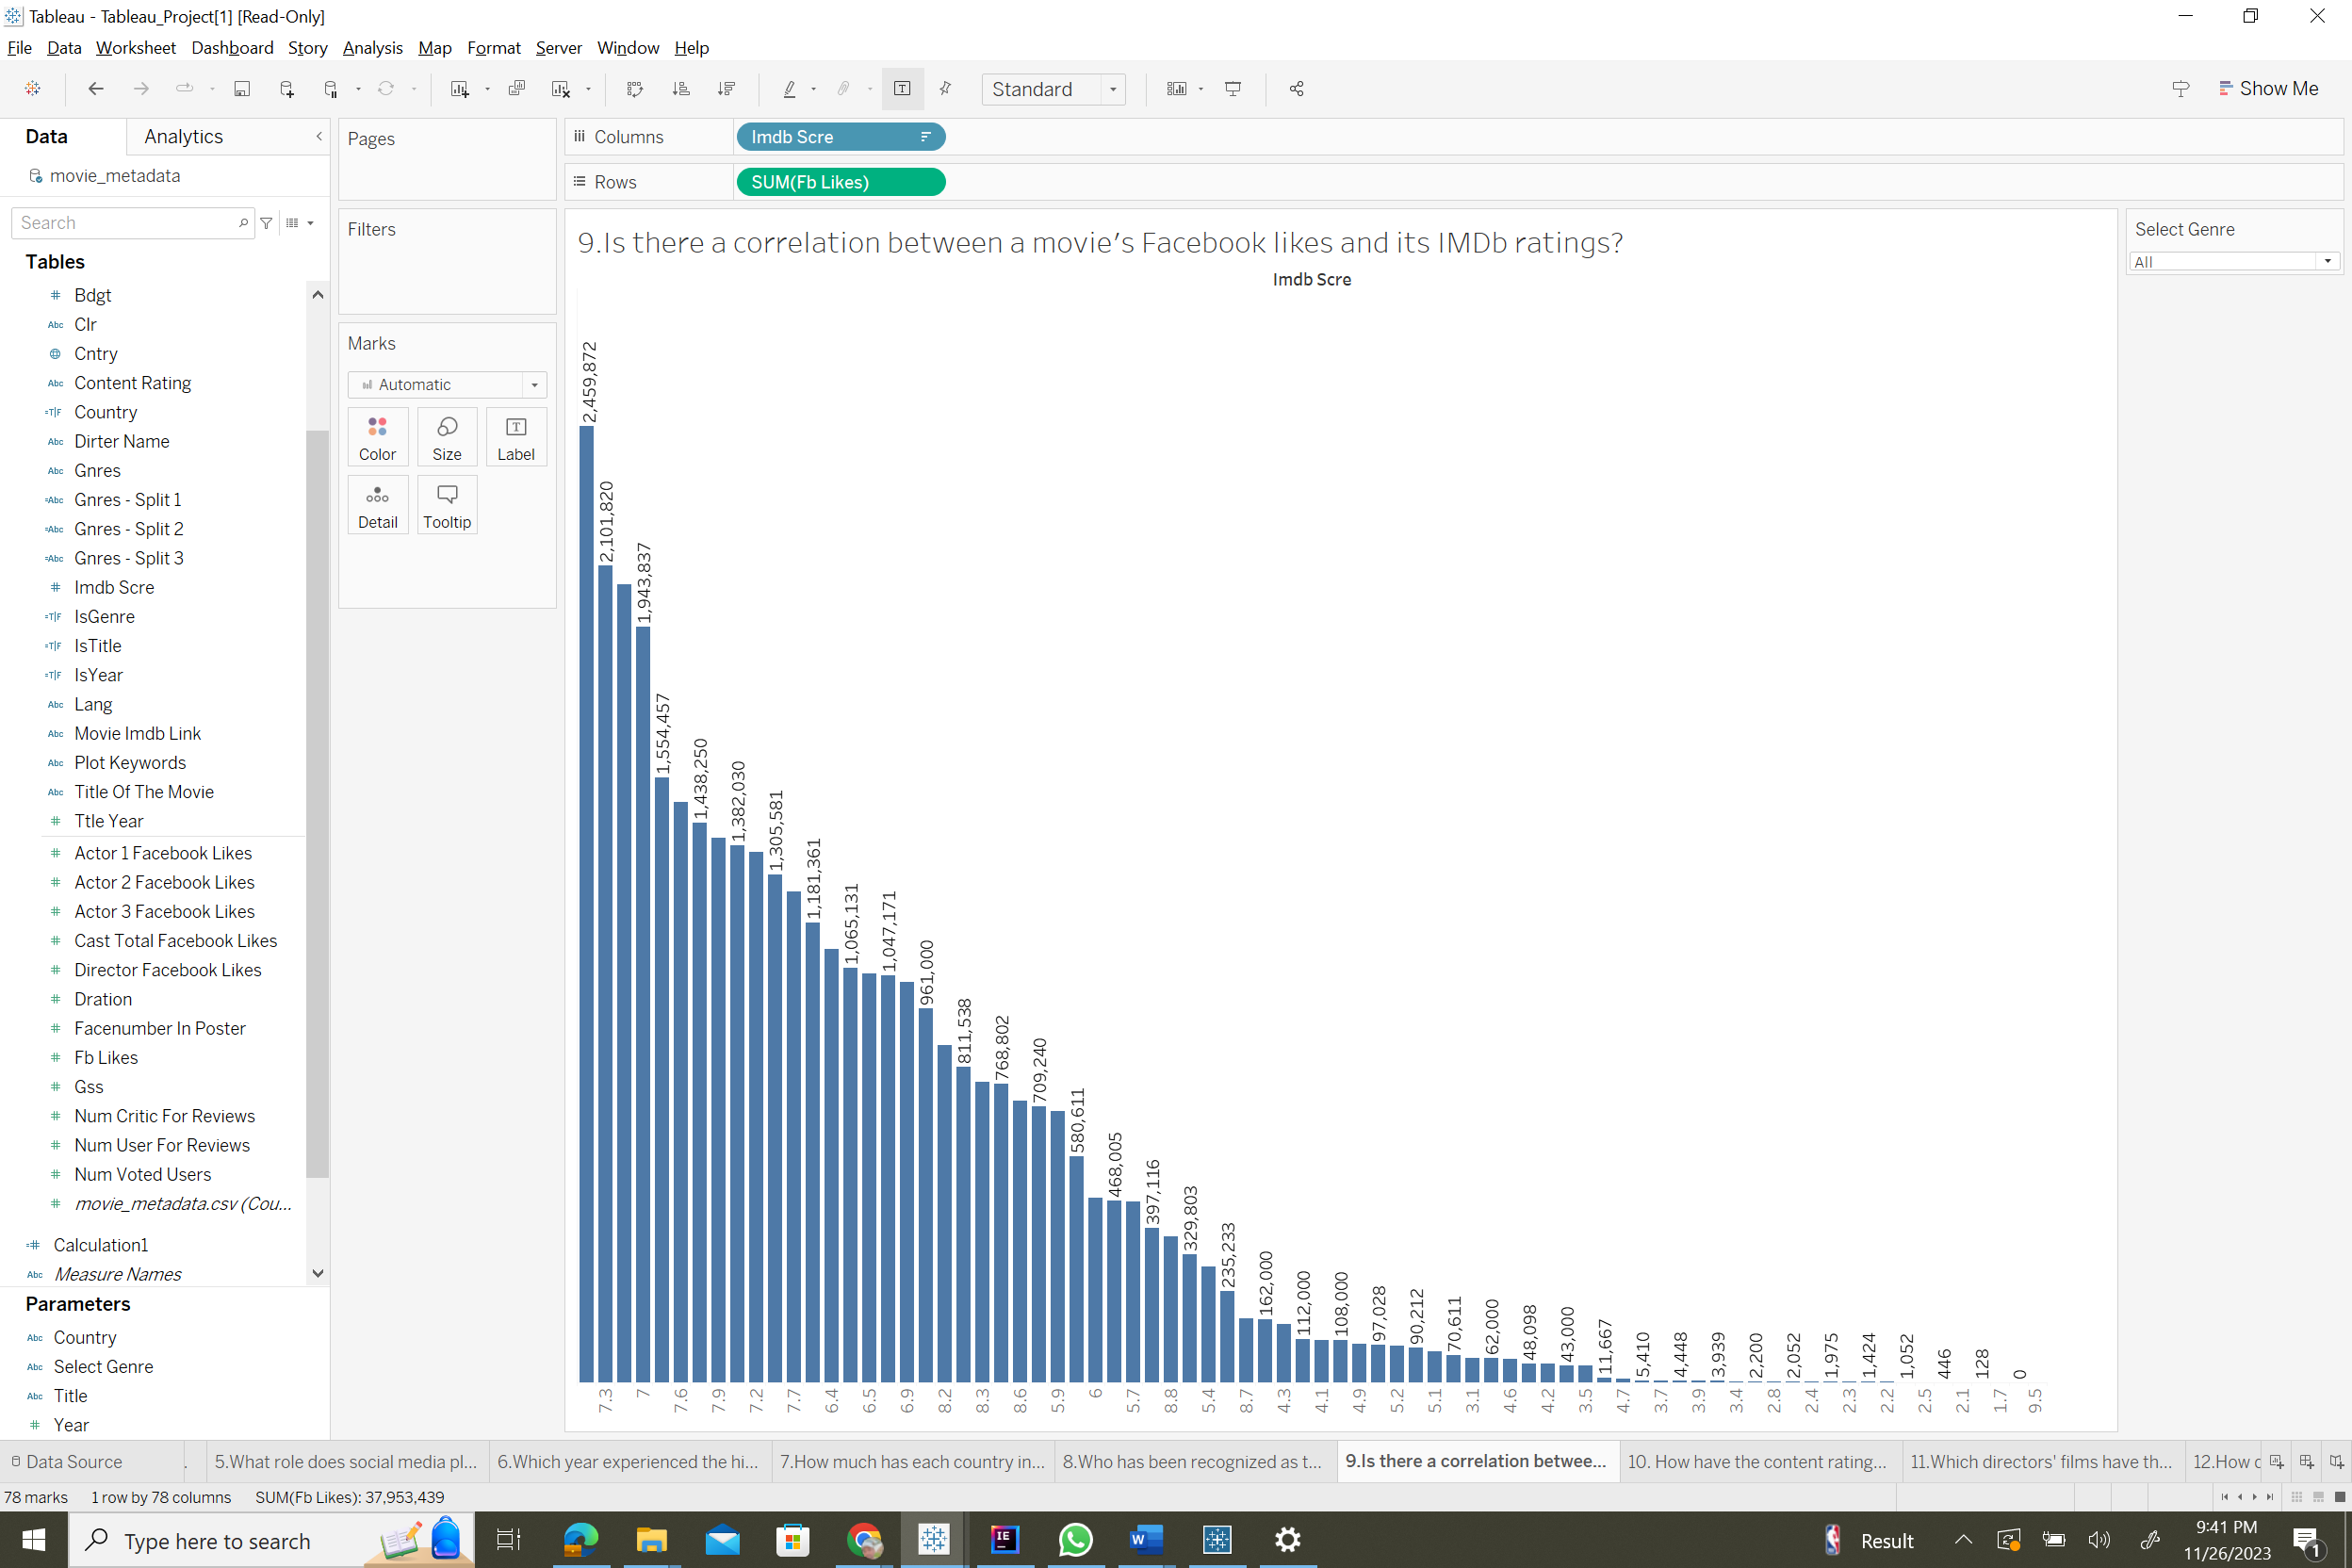 Tableau - Tableau_Project[1] [Read-Only]
File Data Worksheet Dashboard Story Analysis Map Format Server Window Help
Standard
Show Me
Data
Analytics
movie_metadata
Search
Tables
# Bdgt
Abc Clr
Cntry
Abc Content Rating
=T|F Country
Abc Dirter Name
Abc Gnres
=Abc Gnres - Split 1
=Abc Gnres - Split 2
=Abc Gnres - Split 3
# Imdb Scre
=T|F IsGenre
=T|F IsTitle
=T|F IsYear
Abc Lang
Abc Movie Imdb Link
Abc Plot Keywords
Abc Title Of The Movie
# Ttle Year
# Actor 1 Facebook Likes
# Actor 2 Facebook Likes
# Actor 3 Facebook Likes
# Cast Total Facebook Likes
# Director Facebook Likes
# Dration
# Facenumber In Poster
# Fb Likes
# Gss
# Num Critic For Reviews
# Num User For Reviews
# Num Voted Users
# movie_metadata.csv (Cou...
=# Calculation1
Abc Measure Names
Parameters
Abc Country
Abc Select Genre
Abc Title
# Year
Pages
Filters
Marks
Automatic
Color Size Label
Detail Tooltip
Columns Imdb Scre
Rows SUM(Fb Likes)
9.Is there a correlation between a movie's Facebook likes and its IMDb ratings?
Imdb Scre
2,459,872
2,101,820
1,943,837
1,554,457
1,438,250
1,382,030
1,305,581
1,181,361
1,065,131
1,047,171
961,000
811,538
768,802
709,240
580,611
468,005
397,116
329,803
235,233
162,000
112,000
108,000
97,028
90,212
70,611
62,000
48,098
43,000
11,667
5,410
4,448
3,939
2,200
2,052
1,975
1,424
1,052
446
128
0
7.3 7 7.6 7.9 7.2 7.7 6.4 6.5 6.9 8.2 8.3 8.6 5.9 6 5.7 8.8 5.4 8.7 4.3 4.1 4.9 5.2 5.1 3.1 4.6 4.2 3.5 4.7 3.7 3.9 3.4 2.8 2.4 2.3 2.2 2.5 2.1 1.7 9.5
Select Genre
All
Data Source
5.What role does social media pl...
6.Which year experienced the hi...
7.How much has each country in...
8.Who has been recognized as t...
9.Is there a correlation betwee...
10. How have the content rating...
11.Which directors' films have th...
12.How
78 marks 1 row by 78 columns SUM(Fb Likes): 37,953,439
Type here to search
Result
9:41 PM
11/26/2023
1